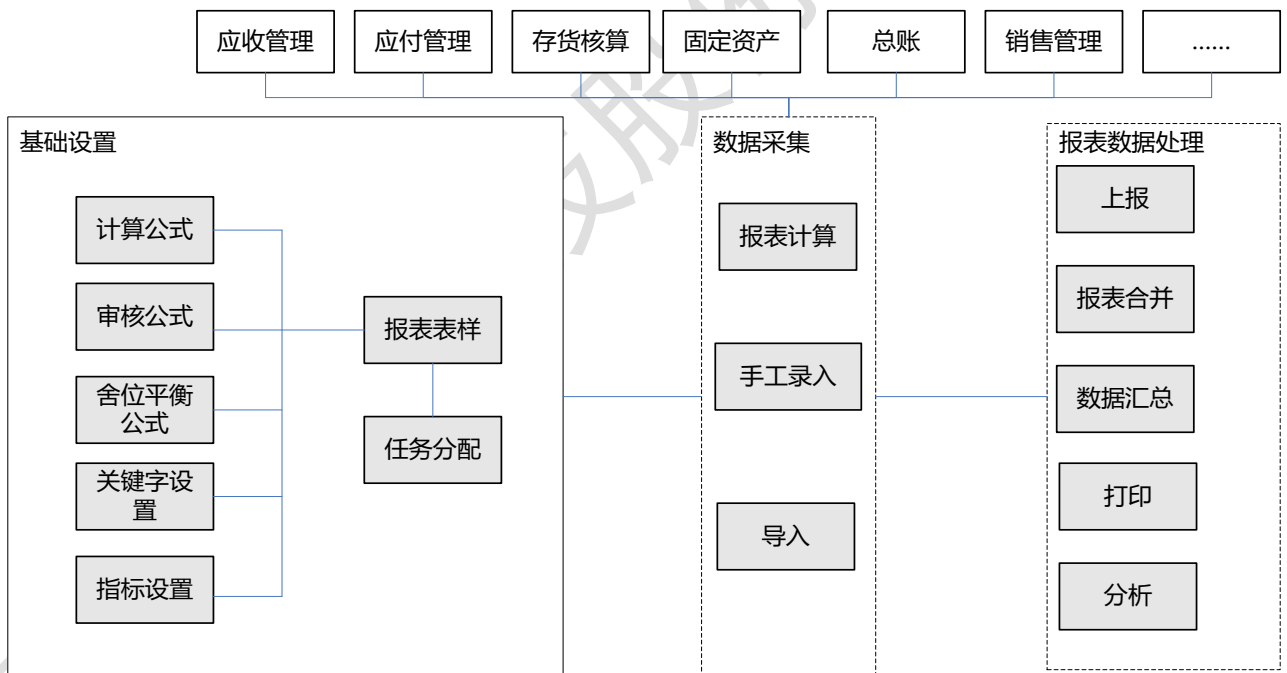 应收管理
应付管理
存货核算
固定资产
总账
销售管理
......
基础设置
计算公式
审核公式
舍位平衡
公式
关键字设
置
指标设置
报表表样
任务分配
数据采集
报表计算
手工录入
导入
报表数据处理
上报
报表合并
数据汇总
打印
分析